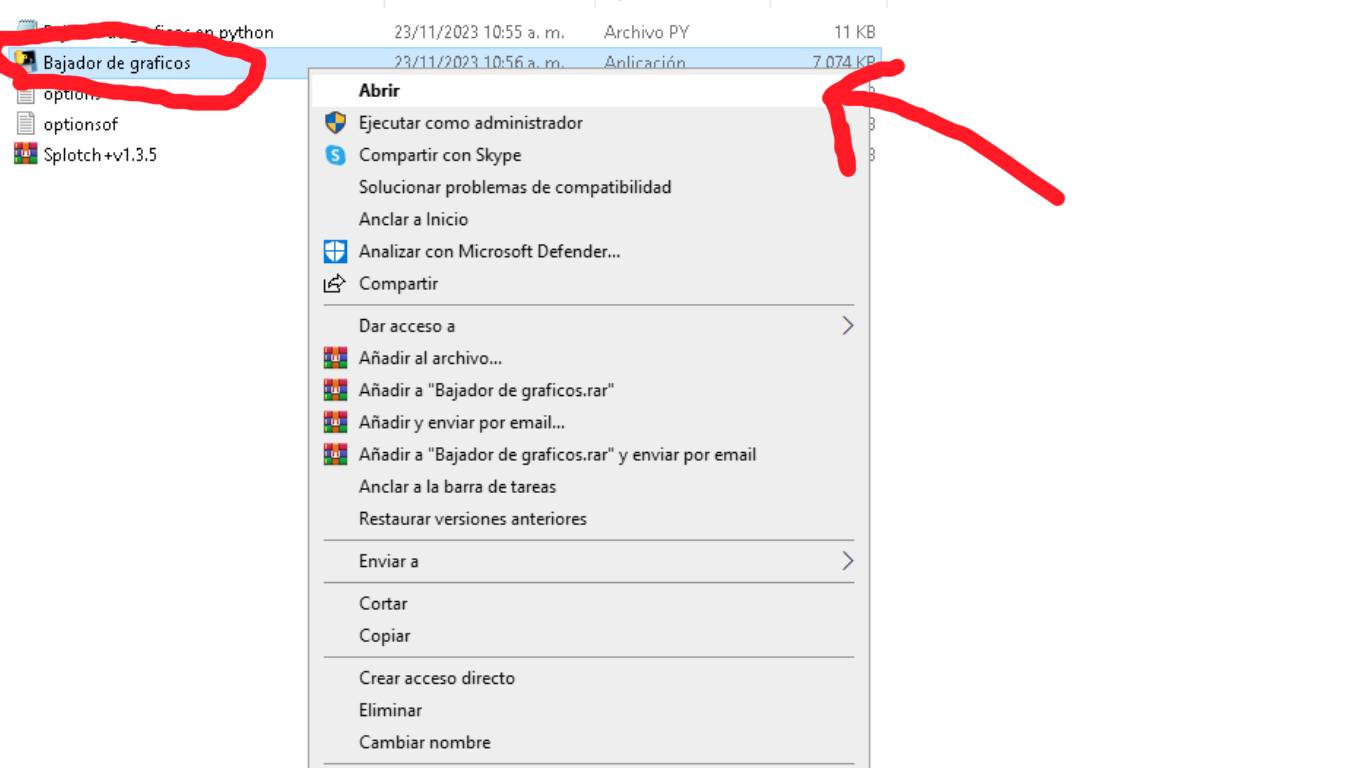 de graficos en python 23/11/2023 10:55 a. m. Archivo PY 11 KB
Bajador de graficos 23/11/2023 10:56 a. m. Aplicación 7 074 KB
options
optionsof
Splotch+v1.3.5
Abrir
Ejecutar como administrador
Compartir con Skype
Solucionar problemas de compatibilidad
Anclar a Inicio
Analizar con Microsoft Defender...
Compartir
Dar acceso a
Añadir al archivo...
Añadir a "Bajador de graficos.rar"
Añadir y enviar por email...
Añadir a "Bajador de graficos.rar" y enviar por email
Anclar a la barra de tareas
Restaurar versiones anteriores
Enviar a
Cortar
Copiar
Crear acceso directo
Eliminar
Cambiar nombre